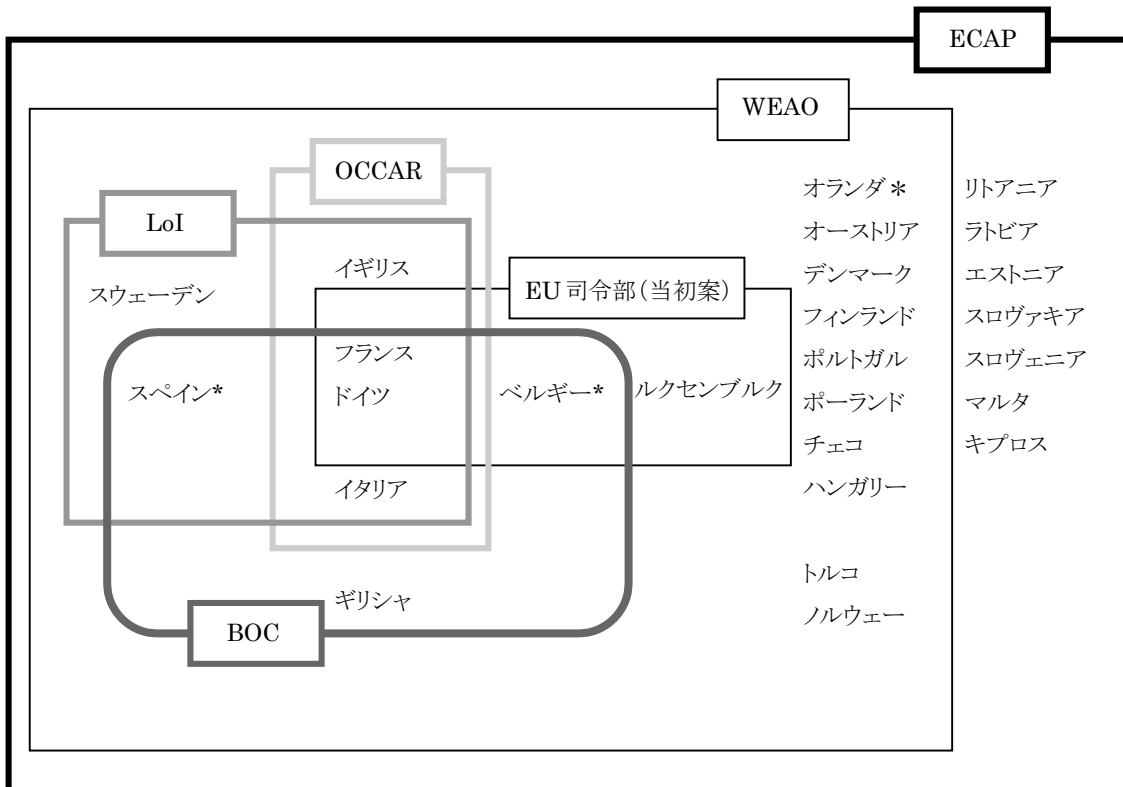 ECAP
WEAO
OCCAR
LoI
オランダ＊ リトアニア
オーストリア ラトビア
イギリス
デンマーク エストニア
スウェーデン
EU司令部（当初案）
フィンランド スロヴァキア
フランス
ポルトガル スロヴェニア
スペイン*
ドイツ
ベルギー*
ルクセンブルク
ポーランド マルタ
チェコ キプロス
イタリア
ハンガリー
トルコ
ギリシャ
ノルウェー
BOC